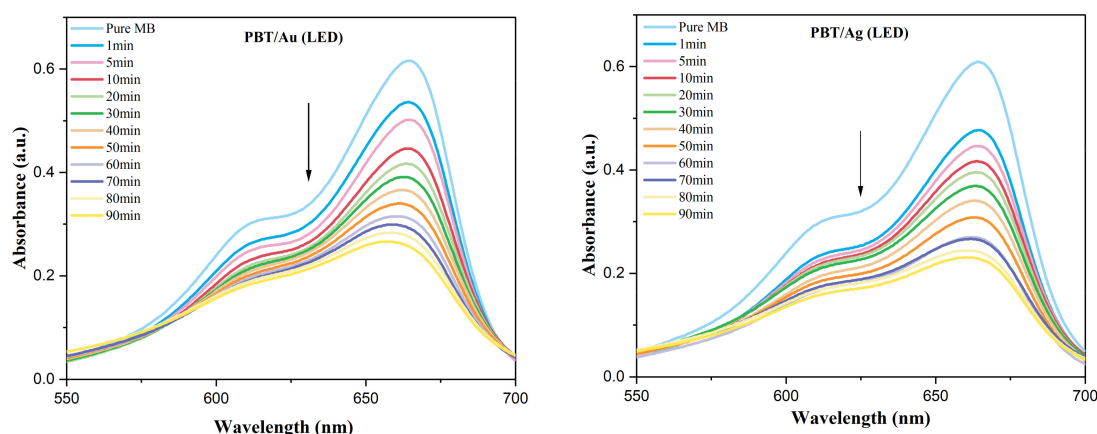 PBT/Au (LED)
Pure MB
1min
5min
10min
20min
30min
40min
50min
60min
70min
80min
90min
Absorbance (a.u.)
0.6
0.4
0.2
0.0
550
600
650
700
Wavelength (nm)
PBT/Ag (LED)
Pure MB
1min
5min
10min
20min
30min
40min
50min
60min
70min
80min
90min
Absorbance (a.u.)
0.6
0.4
0.2
0.0
550
600
650
700
Wavelength (nm)